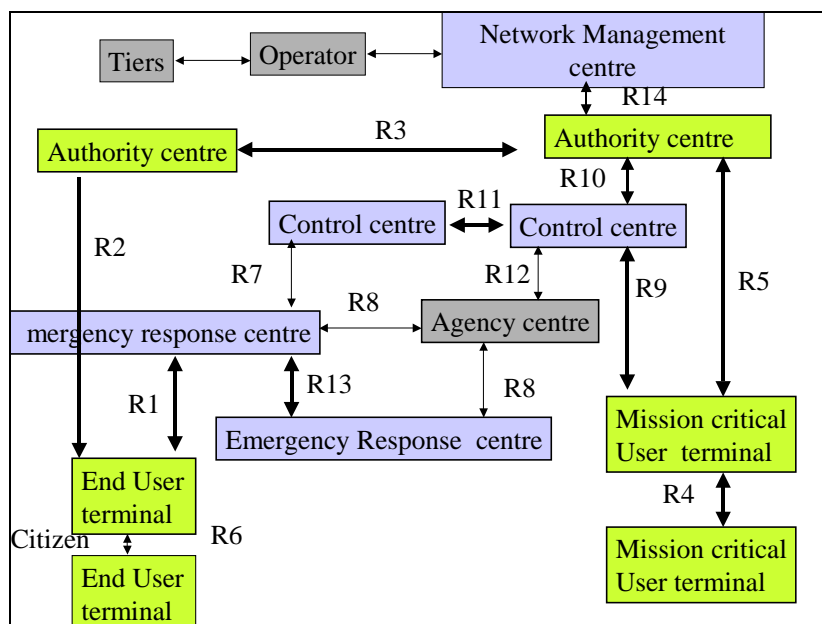 Network Management
centre
Tiers
Operator
R14
Authority centre
R3
Authority centre
R10
R11
Control centre
Control centre
R2
R7
R12
R9
R5
R8
Agency centre
mergency response centre
R1
R13
R8
Emergency Response centre
Mission critical
User terminal
End User
terminal
R4
Citizen
R6
Mission critical
User terminal
End User
terminal